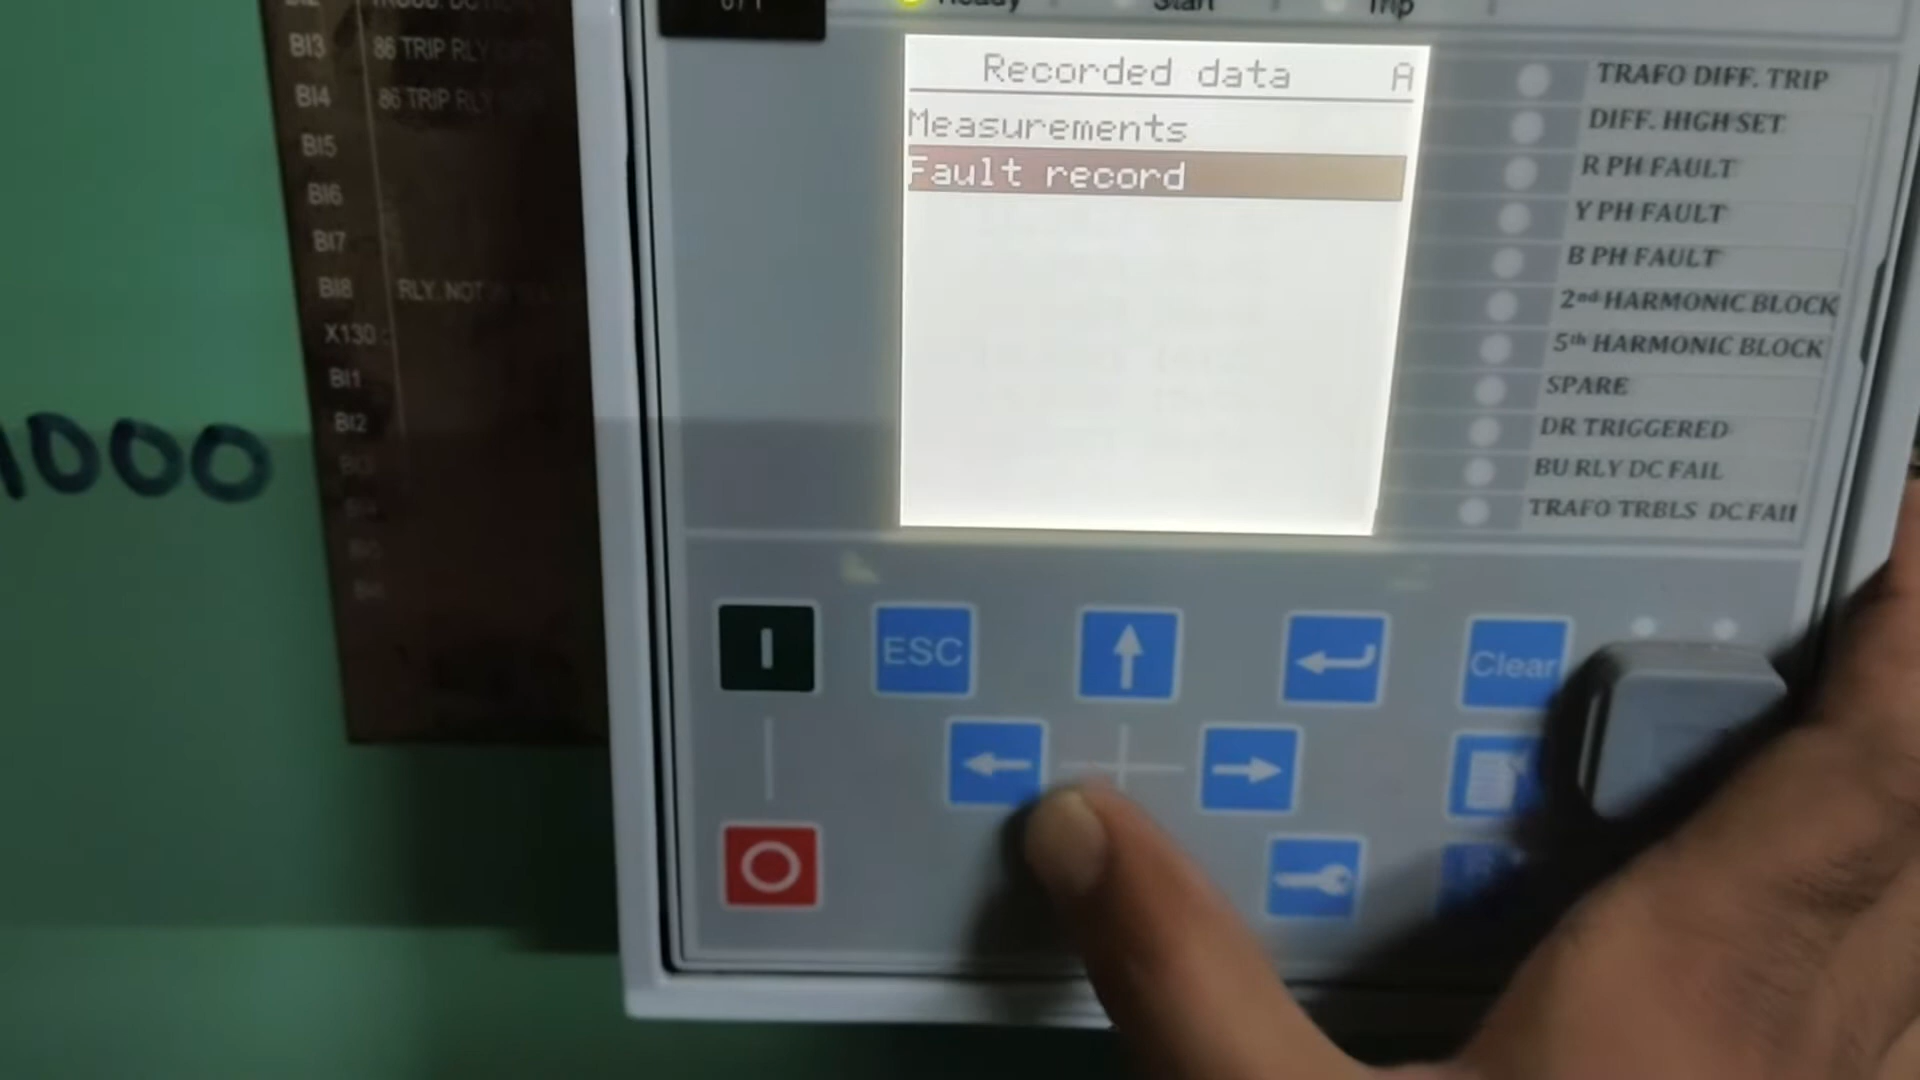 Ready
Start
Trip
BI3
86 TRIP RLY
BI4
86 TRIP RLY
BI5
BI6
BI7
BI8
RLY. NOT
X130
BI1
BI2
1000
Recorded data A
Measurements
Fault record
TRAFO DIFF. TRIP
DIFF. HIGH SET
R PH FAULT
Y PH FAULT
B PH FAULT
2nd HARMONIC BLOCK
5th HARMONIC BLOCK
SPARE
DR TRIGGERED
BU RLY DC FAIL
TRAFO TRBLS DC FAIL
ESC
Clear